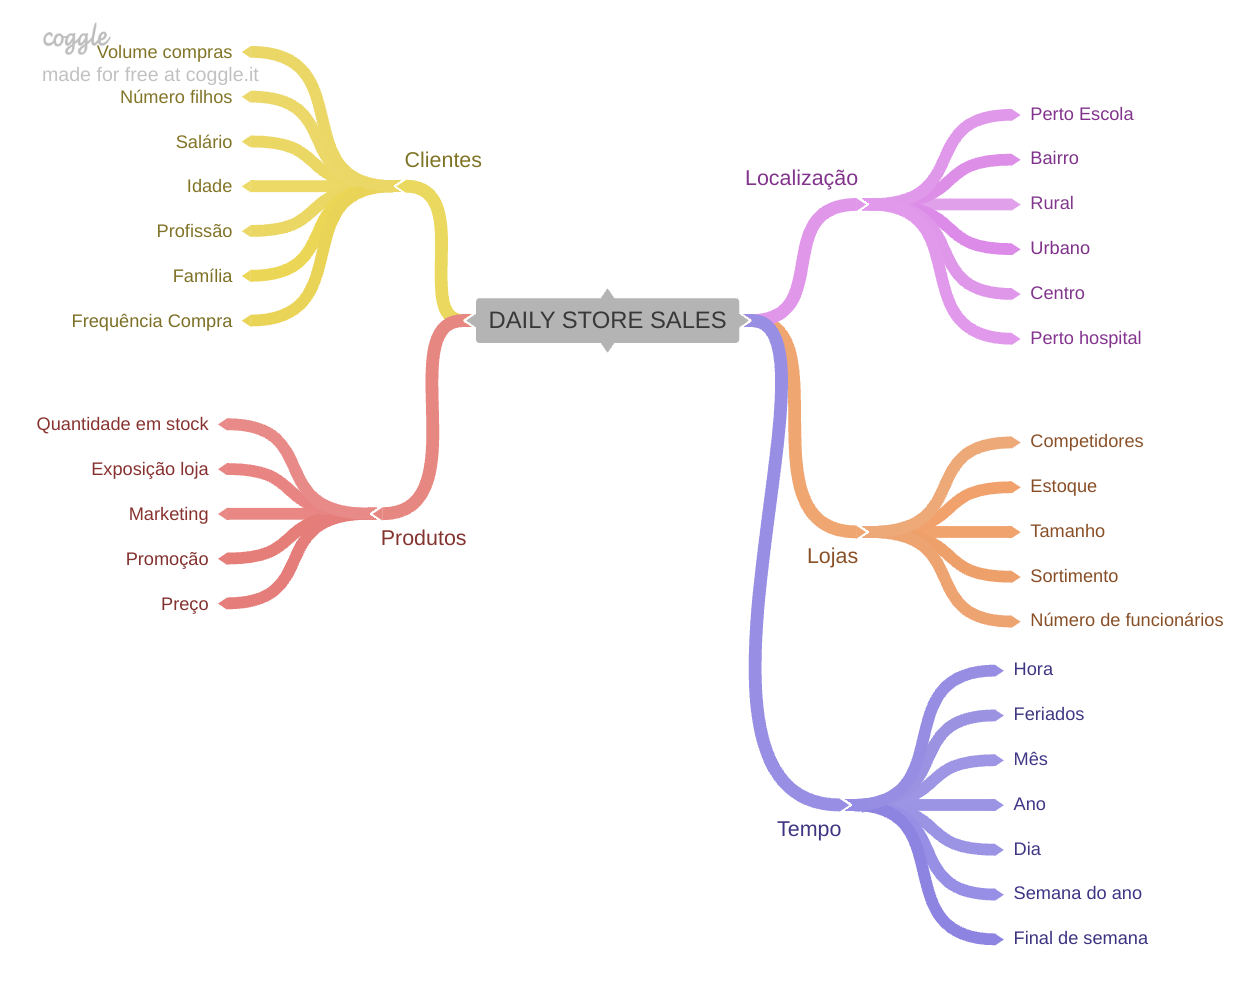 coggle
made for free at coggle.it
Volume compras
Número filhos
Salário
Idade
Profissão
Família
Frequência Compra
Clientes
Quantidade em stock
Exposição loja
Marketing
Promoção
Preço
Produtos
DAILY STORE SALES
Localização
Perto Escola
Bairro
Rural
Urbano
Centro
Perto hospital
Lojas
Competidores
Estoque
Tamanho
Sortimento
Número de funcionários
Tempo
Hora
Feriados
Mês
Ano
Dia
Semana do ano
Final de semana